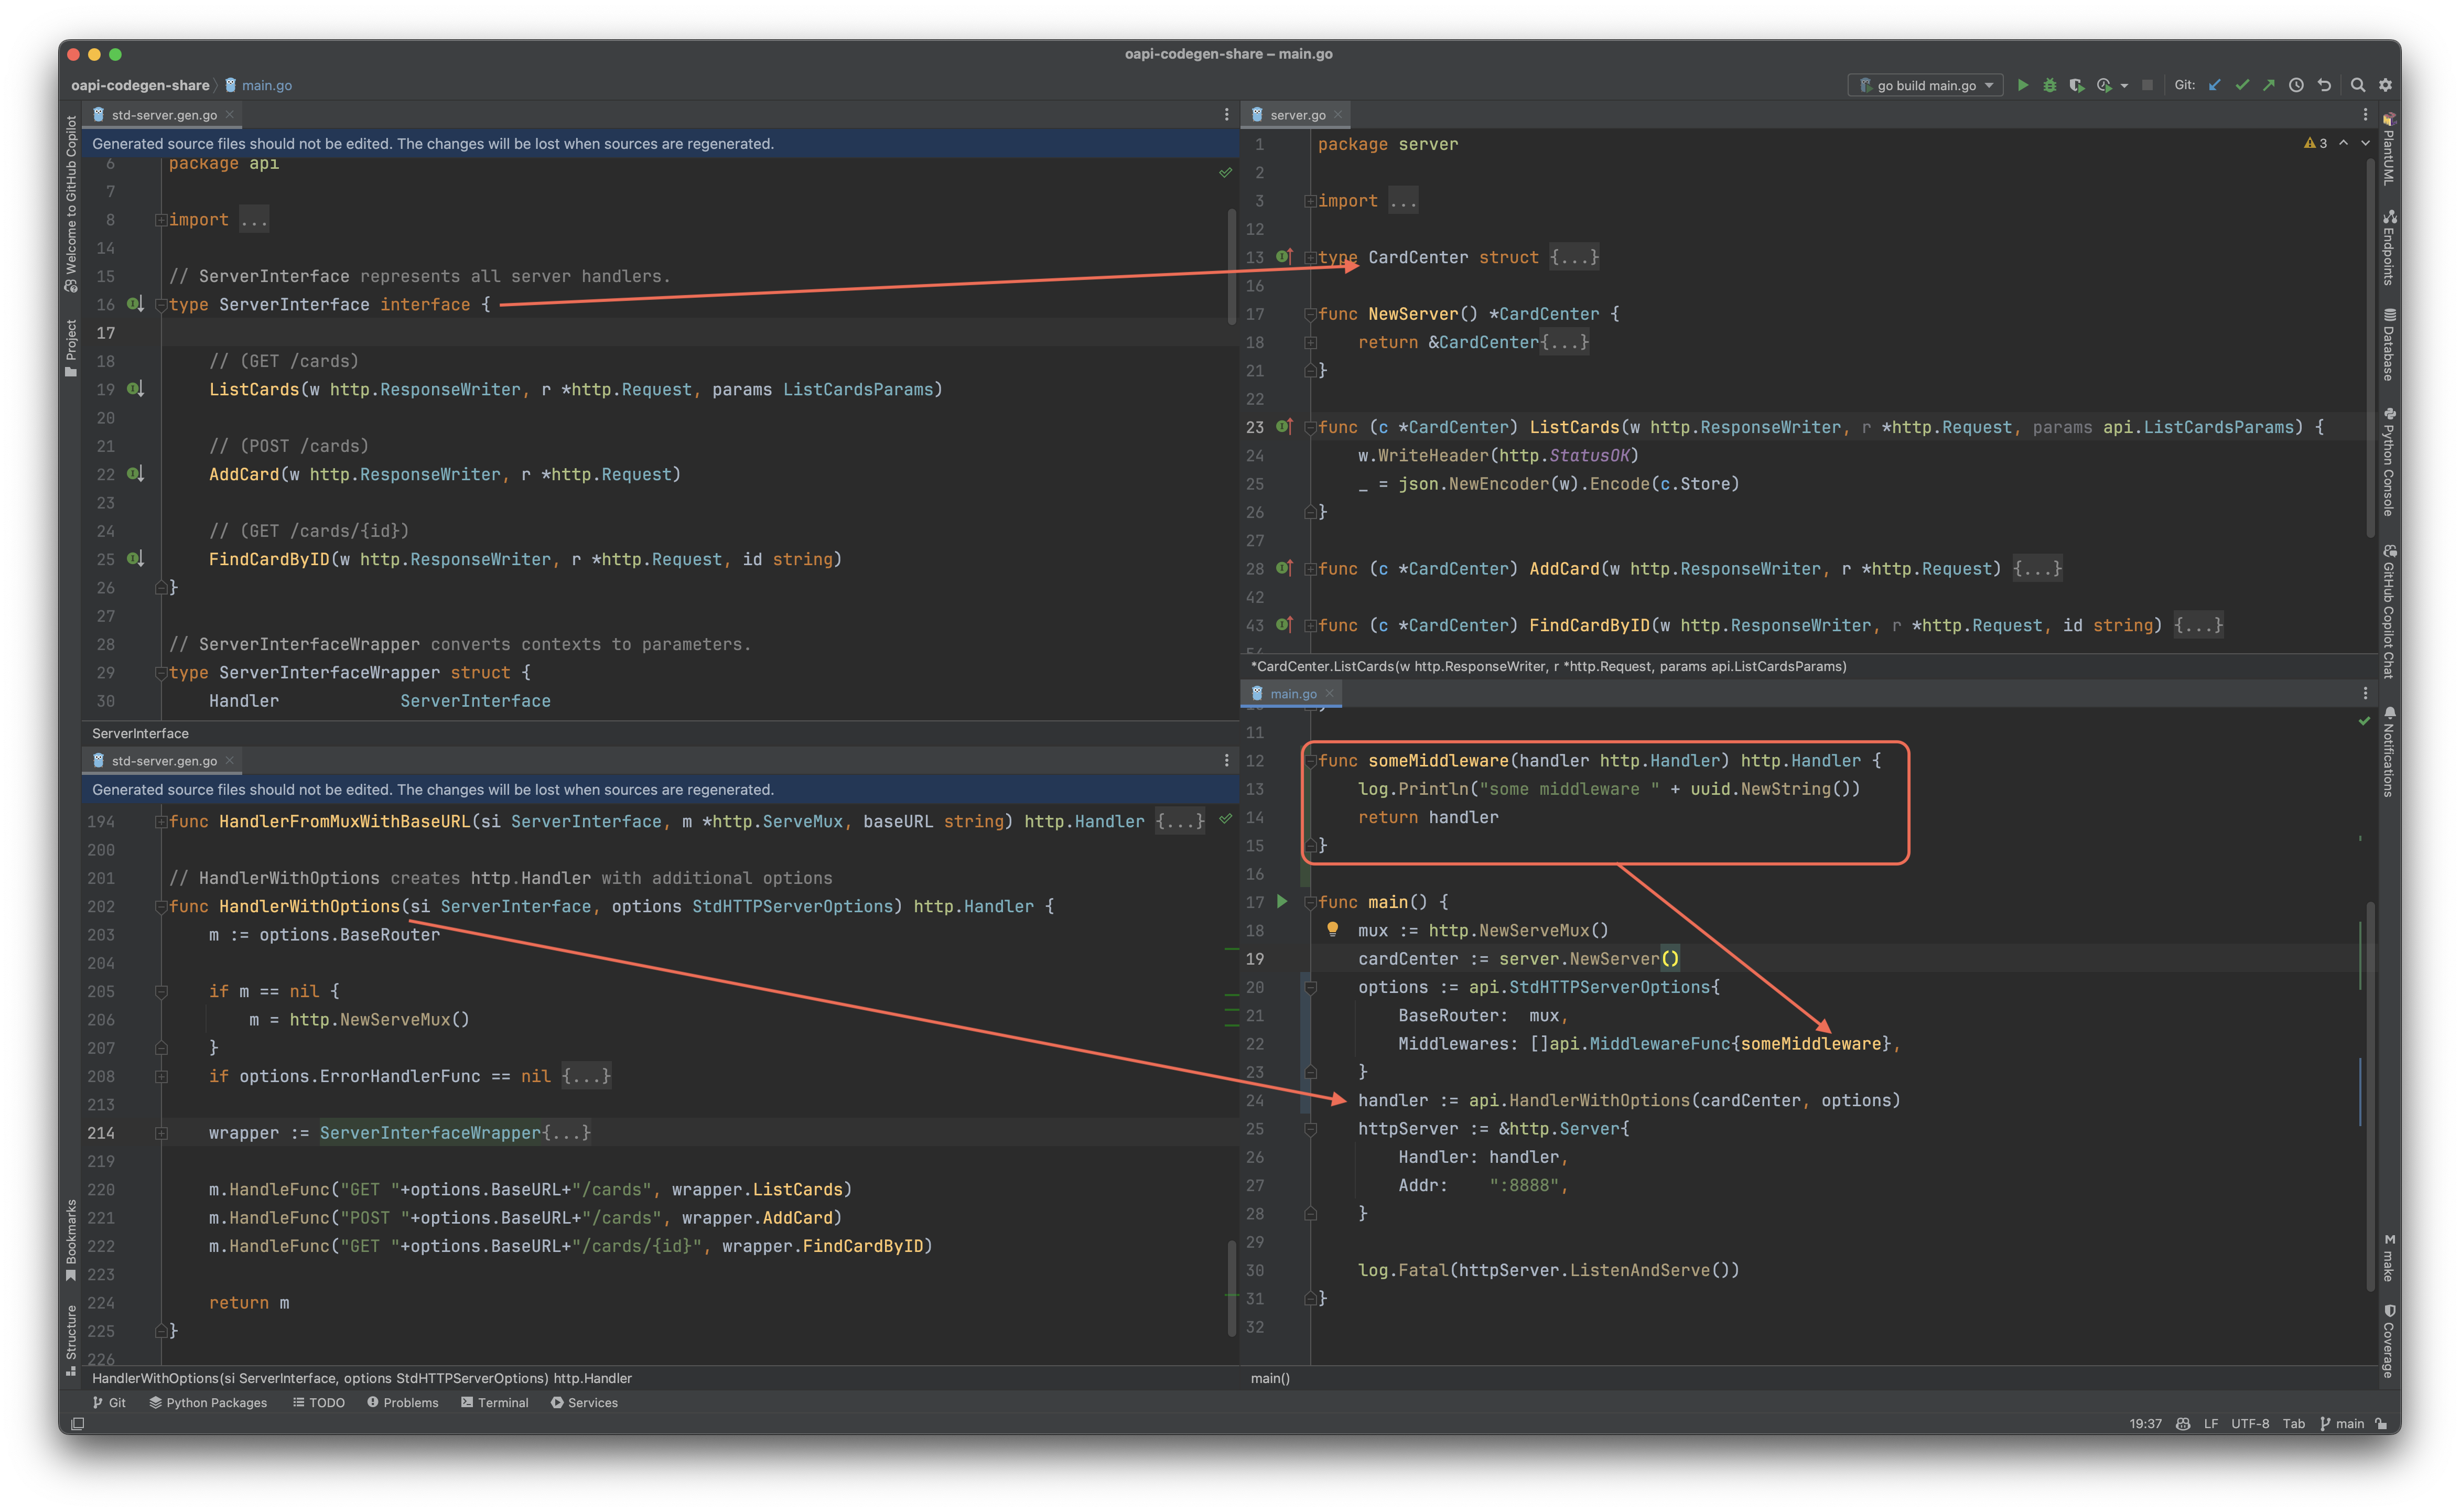 oapi-codegen-share – main.go
oapi-codegen-share
main.go
go build main.go
Git:
Welcome to GitHub Copilot
Project
Bookmarks
Structure
std-server.gen.go
Generated source files should not be edited. The changes will be lost when sources are regenerated.
6 package api
7
8 import ...
14
15 // ServerInterface represents all server handlers.
16 type ServerInterface interface {
17
18 // (GET /cards)
19 ListCards(w http.ResponseWriter, r *http.Request, params ListCardsParams)
20
21 // (POST /cards)
22 AddCard(w http.ResponseWriter, r *http.Request)
23
24 // (GET /cards/{id})
25 FindCardByID(w http.ResponseWriter, r *http.Request, id string)
26 }
27
28 // ServerInterfaceWrapper converts contexts to parameters.
29 type ServerInterfaceWrapper struct {
30 Handler ServerInterface
ServerInterface
std-server.gen.go
Generated source files should not be edited. The changes will be lost when sources are regenerated.
194 func HandlerFromMuxWithBaseURL(si ServerInterface, m *http.ServeMux, baseURL string) http.Handler {...}
200
201 // HandlerWithOptions creates http.Handler with additional options
202 func HandlerWithOptions(si ServerInterface, options StdHTTPServerOptions) http.Handler {
203 m := options.BaseRouter
204
205 if m == nil {
206 m = http.NewServeMux()
207 }
208 if options.ErrorHandlerFunc == nil {...}
213
214 wrapper := ServerInterfaceWrapper{...}
219
220 m.HandleFunc("GET "+options.BaseURL+"/cards", wrapper.ListCards)
221 m.HandleFunc("POST "+options.BaseURL+"/cards", wrapper.AddCard)
222 m.HandleFunc("GET "+options.BaseURL+"/cards/{id}", wrapper.FindCardByID)
223
224 return m
225 }
226
HandlerWithOptions(si ServerInterface, options StdHTTPServerOptions) http.Handler
server.go
3
1 package server
2
3 import ...
12
13 type CardCenter struct {...}
16
17 func NewServer() *CardCenter {
18 return &CardCenter{...}
21 }
22
23 func (c *CardCenter) ListCards(w http.ResponseWriter, r *http.Request, params api.ListCardsParams) {
24 w.WriteHeader(http.StatusOK)
25 _ = json.NewEncoder(w).Encode(c.Store)
26 }
27
28 func (c *CardCenter) AddCard(w http.ResponseWriter, r *http.Request) {...}
42
43 func (c *CardCenter) FindCardByID(w http.ResponseWriter, r *http.Request, id string) {...}
*CardCenter.ListCards(w http.ResponseWriter, r *http.Request, params api.ListCardsParams)
main.go
11
12 func someMiddleware(handler http.Handler) http.Handler {
13 log.Println("some middleware " + uuid.NewString())
14 return handler
15 }
16
17 func main() {
18 mux := http.NewServeMux()
19 cardCenter := server.NewServer()
20 options := api.StdHTTPServerOptions{
21 BaseRouter: mux,
22 Middlewares: []api.MiddlewareFunc{someMiddleware},
23 }
24 handler := api.HandlerWithOptions(cardCenter, options)
25 httpServer := &http.Server{
26 Handler: handler,
27 Addr: ":8888",
28 }
29
30 log.Fatal(httpServer.ListenAndServe())
31 }
32
main()
PlantUML
Endpoints
Database
Python Console
GitHub Copilot Chat
Notifications
M make
Coverage
Git
Python Packages
TODO
Problems
Terminal
Services
19:37
LF
UTF-8
Tab
main